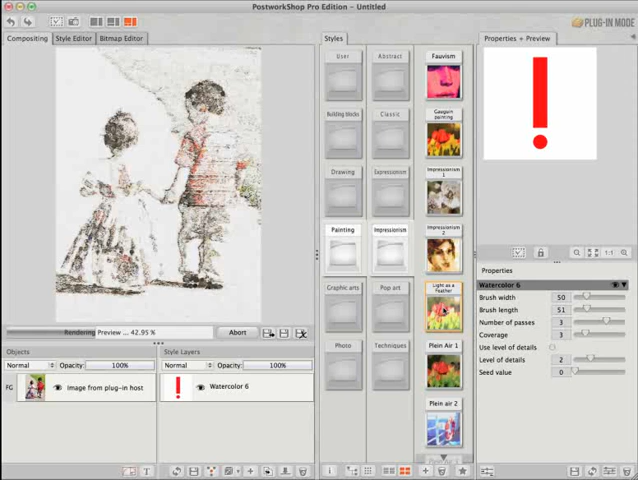 PostworkShop Pro Edition – Untitled
PLUG-IN MODE
Compositing
Style Editor
Bitmap Editor
Styles
Properties + Preview
User
Abstract
Fauvism
Building blocks
Classic
Gauguin
painting
Drawing
Expressionism
Impressionism
1
Painting
Impressionism
Impressionism
2
Graphic arts
Pop art
Light as a
Feather
Photo
Techniques
Plein Air 1
Plein air 2
Rendering Preview ... 42.95 %
Abort
Objects
Style Layers
Normal
Opacity:
100%
Normal
Opacity:
100%
FG
Image from plug-in host
Watercolor 6
1:1
Properties
Watercolor 6
Brush width
50
Brush length
51
Number of passes
3
Coverage
3
Use level of details
Level of details
2
Seed value
0